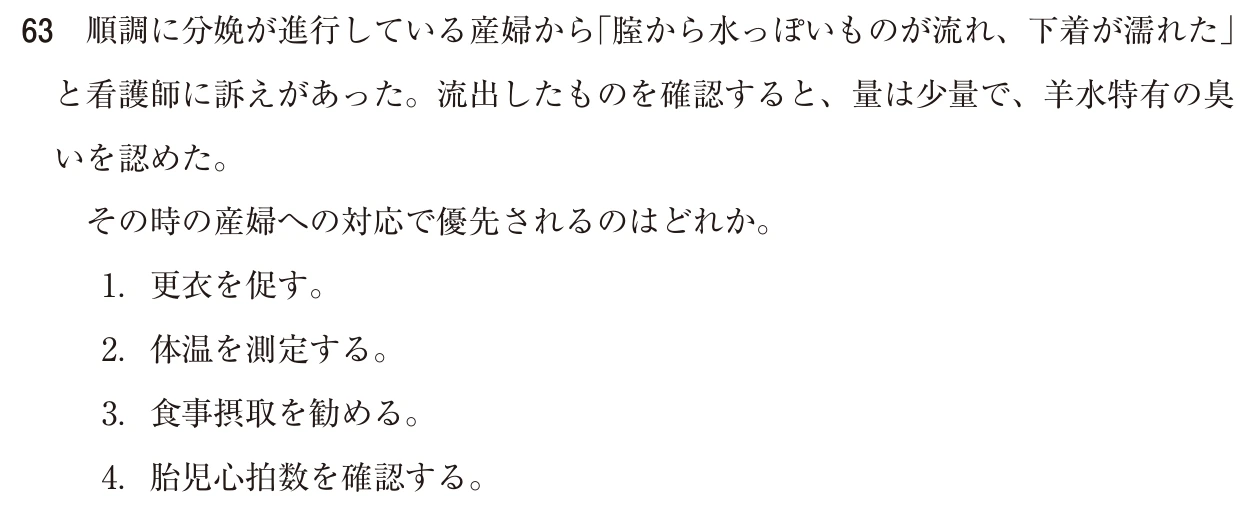 63 順調に分娩が進行している産婦から「腟から水っぽいものが流れ、下着が濡れた」
と看護師に訴えがあった。流出したものを確認すると、量は少量で、羊水特有の臭
いを認めた。
その時の産婦への対応で優先されるのはどれか。
1. 更衣を促す。
2. 体温を測定する。
3. 食事摂取を勧める。
4. 胎児心拍数を確認する。